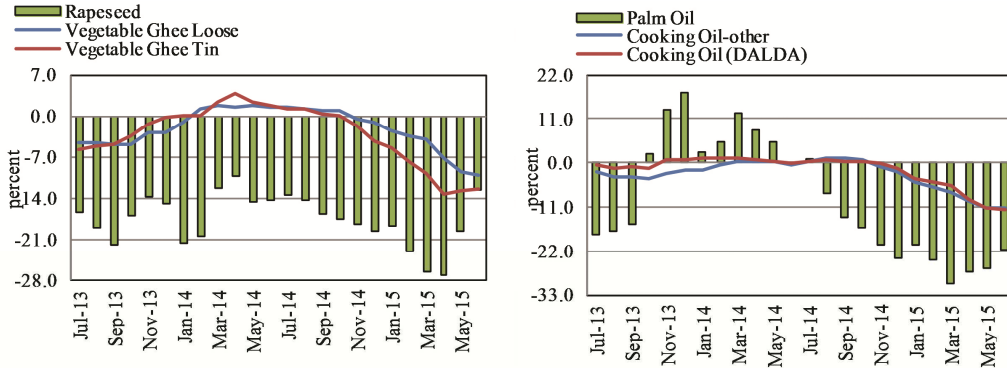 Rapeseed
Vegetable Ghee Loose
Vegetable Ghee Tin
7.0
0.0
-7.0
-14.0
-21.0
-28.0
percent
Jul-13
Sep-13
Nov-13
Jan-14
Mar-14
May-14
Jul-14
Sep-14
Nov-14
Jan-15
Mar-15
May-15
Palm Oil
Cooking Oil-other
Cooking Oil (DALDA)
22.0
11.0
0.0
-11.0
-22.0
-33.0
percent
Jul-13
Sep-13
Nov-13
Jan-14
Mar-14
May-14
Jul-14
Sep-14
Nov-14
Jan-15
Mar-15
May-15